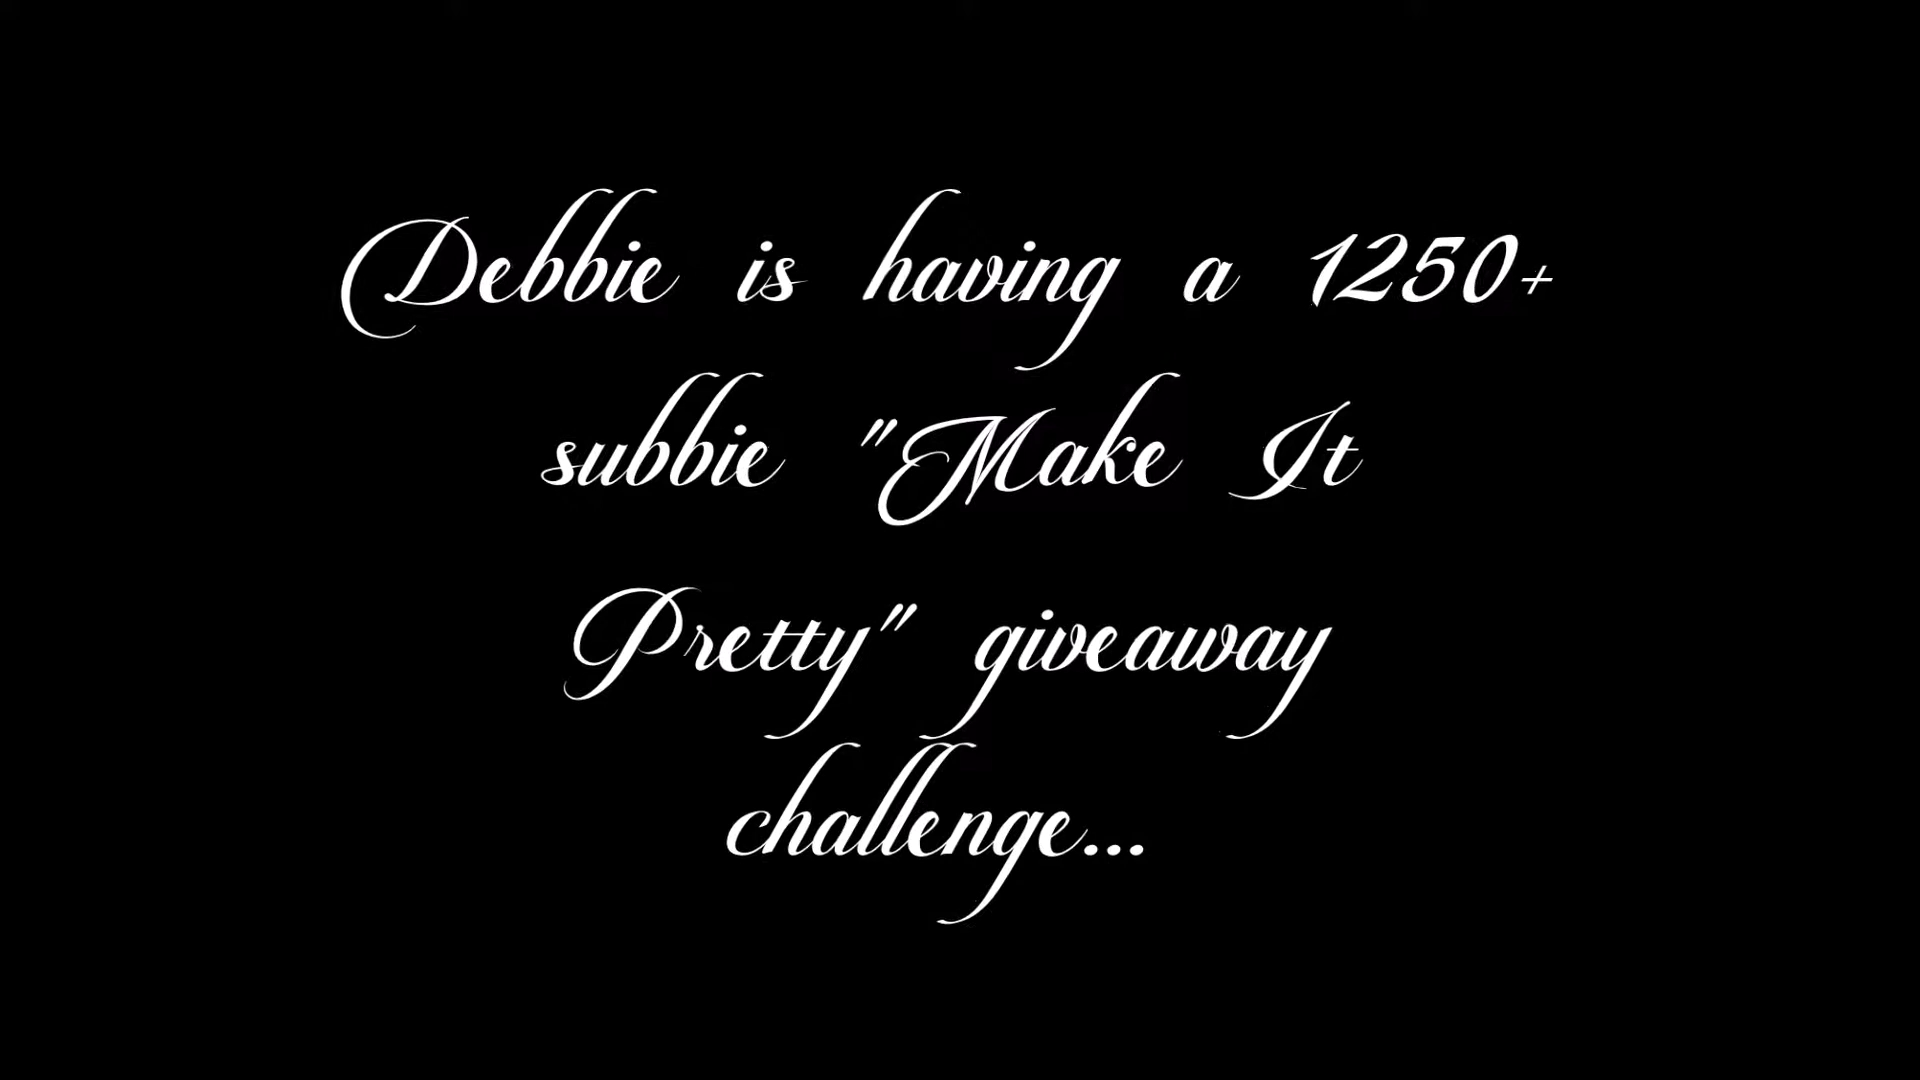 Debbie is having a 1250+
subbie "Make It
Pretty" giveaway
challenge...